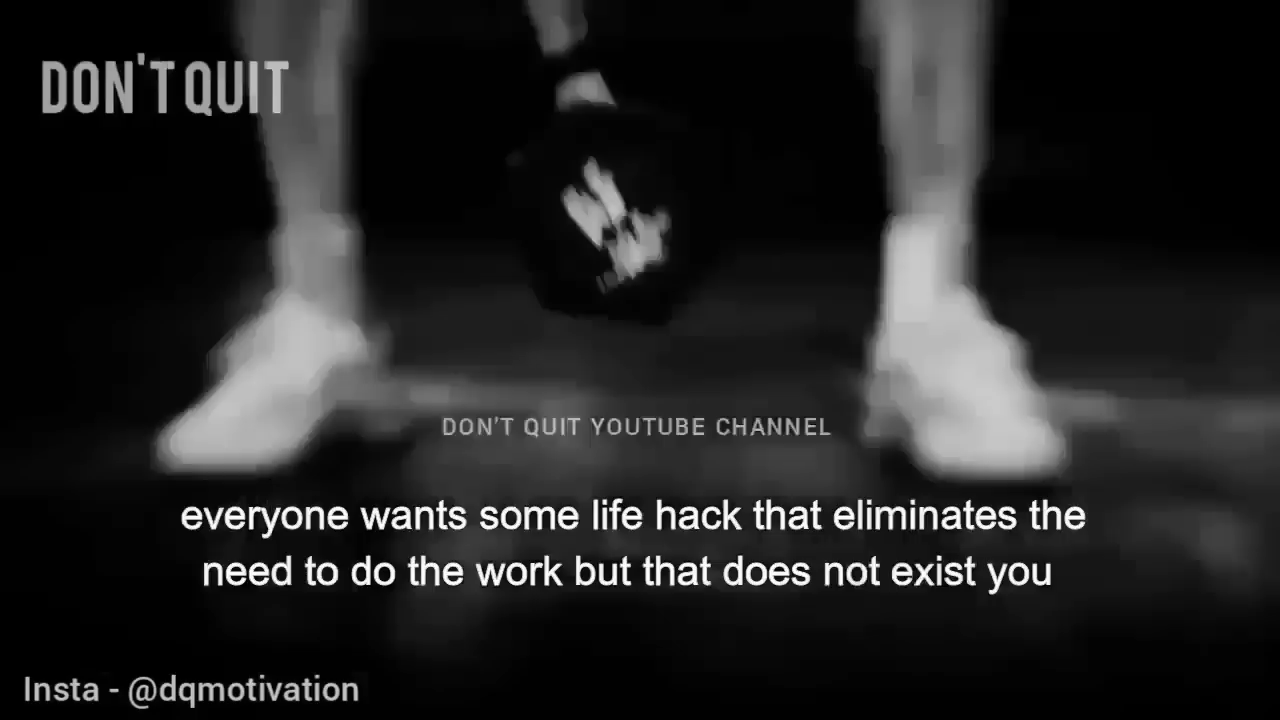 DON'T QUIT
DON'T QUIT YOUTUBE CHANNEL
everyone wants some life hack that eliminates the
need to do the work but that does not exist you
Insta - @dqmotivation